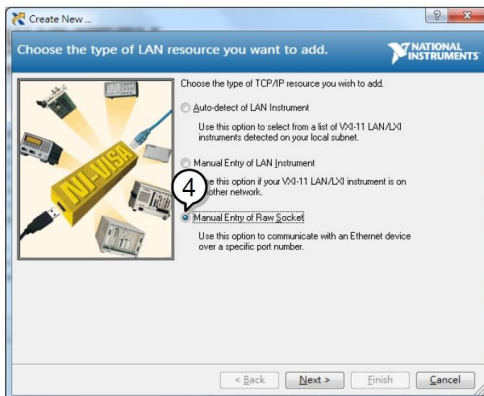 Create New ...
Choose the type of LAN resource you want to add.
NATIONAL
INSTRUMENTS
Choose the type of TCP/IP resource you wish to add.
Auto-detect of LAN Instrument
Use this option to select from a list of VXI-11 LAN/LXI
instruments detected on your local subnet.
Manual Entry of LAN Instrument
this option if your VXI-11 LAN/LXI instrument is on
network.
4
Manual Entry of Raw Socket
Use this option to communicate with an Ethernet device
over a specific port number.
NI-VISA
< Back
Next >
Finish
Cancel